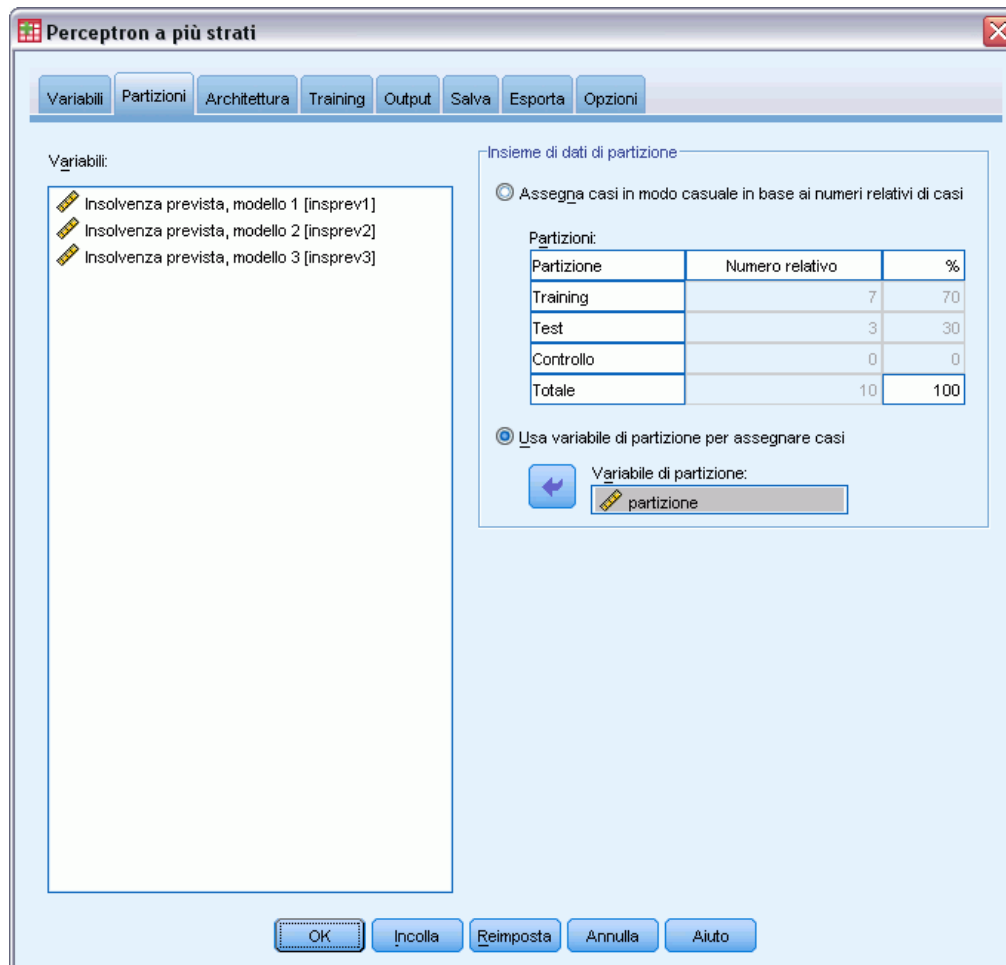 Perceptron a più strati
Variabili Partizioni Architettura Training Output Salva Esporta Opzioni
Variabili:
Insolvenza prevista, modello 1 [insprev1]
Insolvenza prevista, modello 2 [insprev2]
Insolvenza prevista, modello 3 [insprev3]
Insieme di dati di partizione
Assegna casi in modo casuale in base ai numeri relativi di casi
Partizioni:
Partizione Numero relativo %
Training 7 70
Test 3 30
Controllo 0 0
Totale 10 100
Usa variabile di partizione per assegnare casi
Variabile di partizione:
partizione
OK Incolla Reimposta Annulla Aiuto